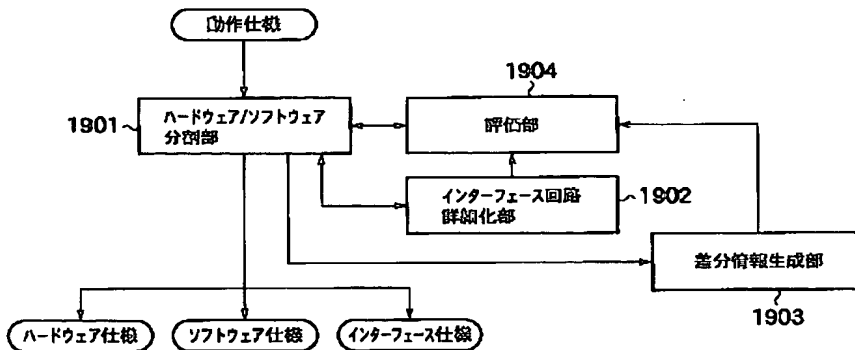 動作仕様
1904
1901
ハードウェア/ソフトウェア
分割部
評価部
インターフェース回路
詳細化部
1902
差分情報生成部
1903
ハードウェア仕様
ソフトウェア仕様
インターフェース仕様